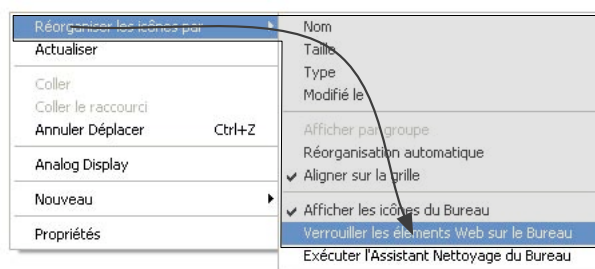 Réorganiser les icônes par
Actualiser
Coller
Coller le raccourci
Annuler Déplacer Ctrl+Z
Analog Display
Nouveau
Propriétés
Nom
Taille
Type
Modifié le
Afficher par groupe
Réorganisation automatique
Aligner sur la grille
Afficher les icônes du Bureau
Verrouiller les éléments Web sur le Bureau
Exécuter l'Assistant Nettoyage du Bureau